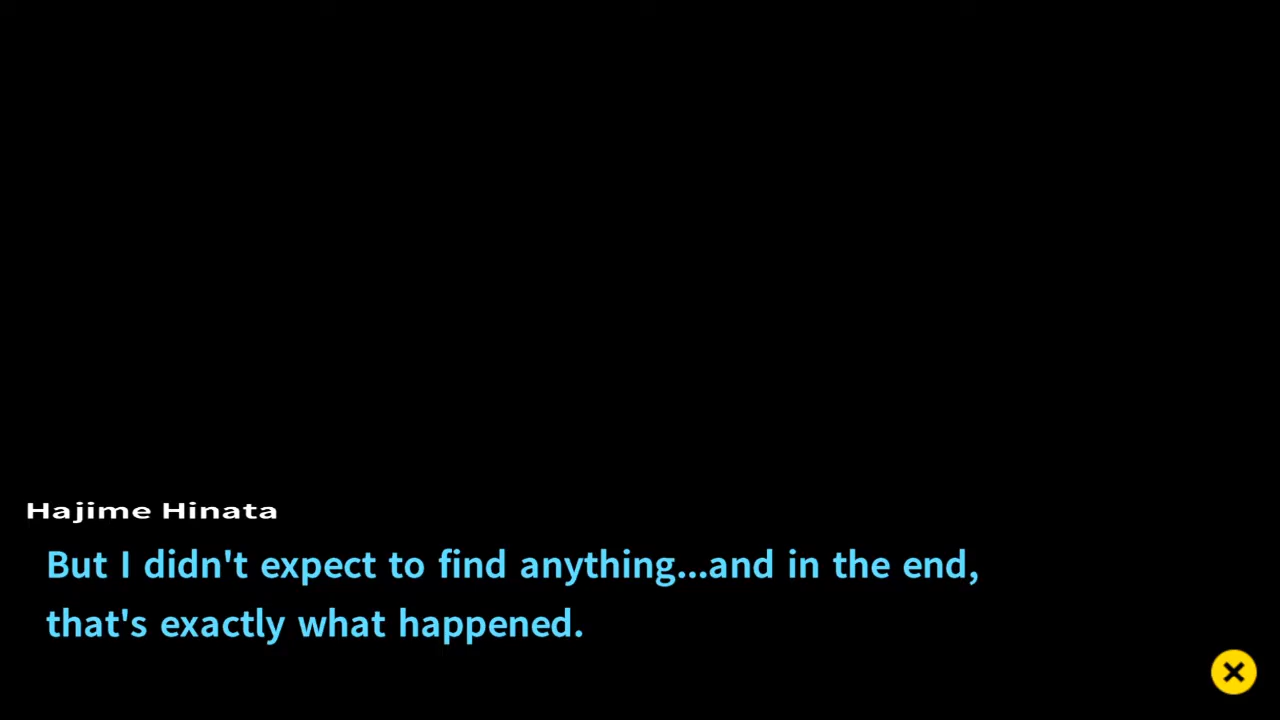 Hajime Hinata
But I didn't expect to find anything...and in the end,
that's exactly what happened.